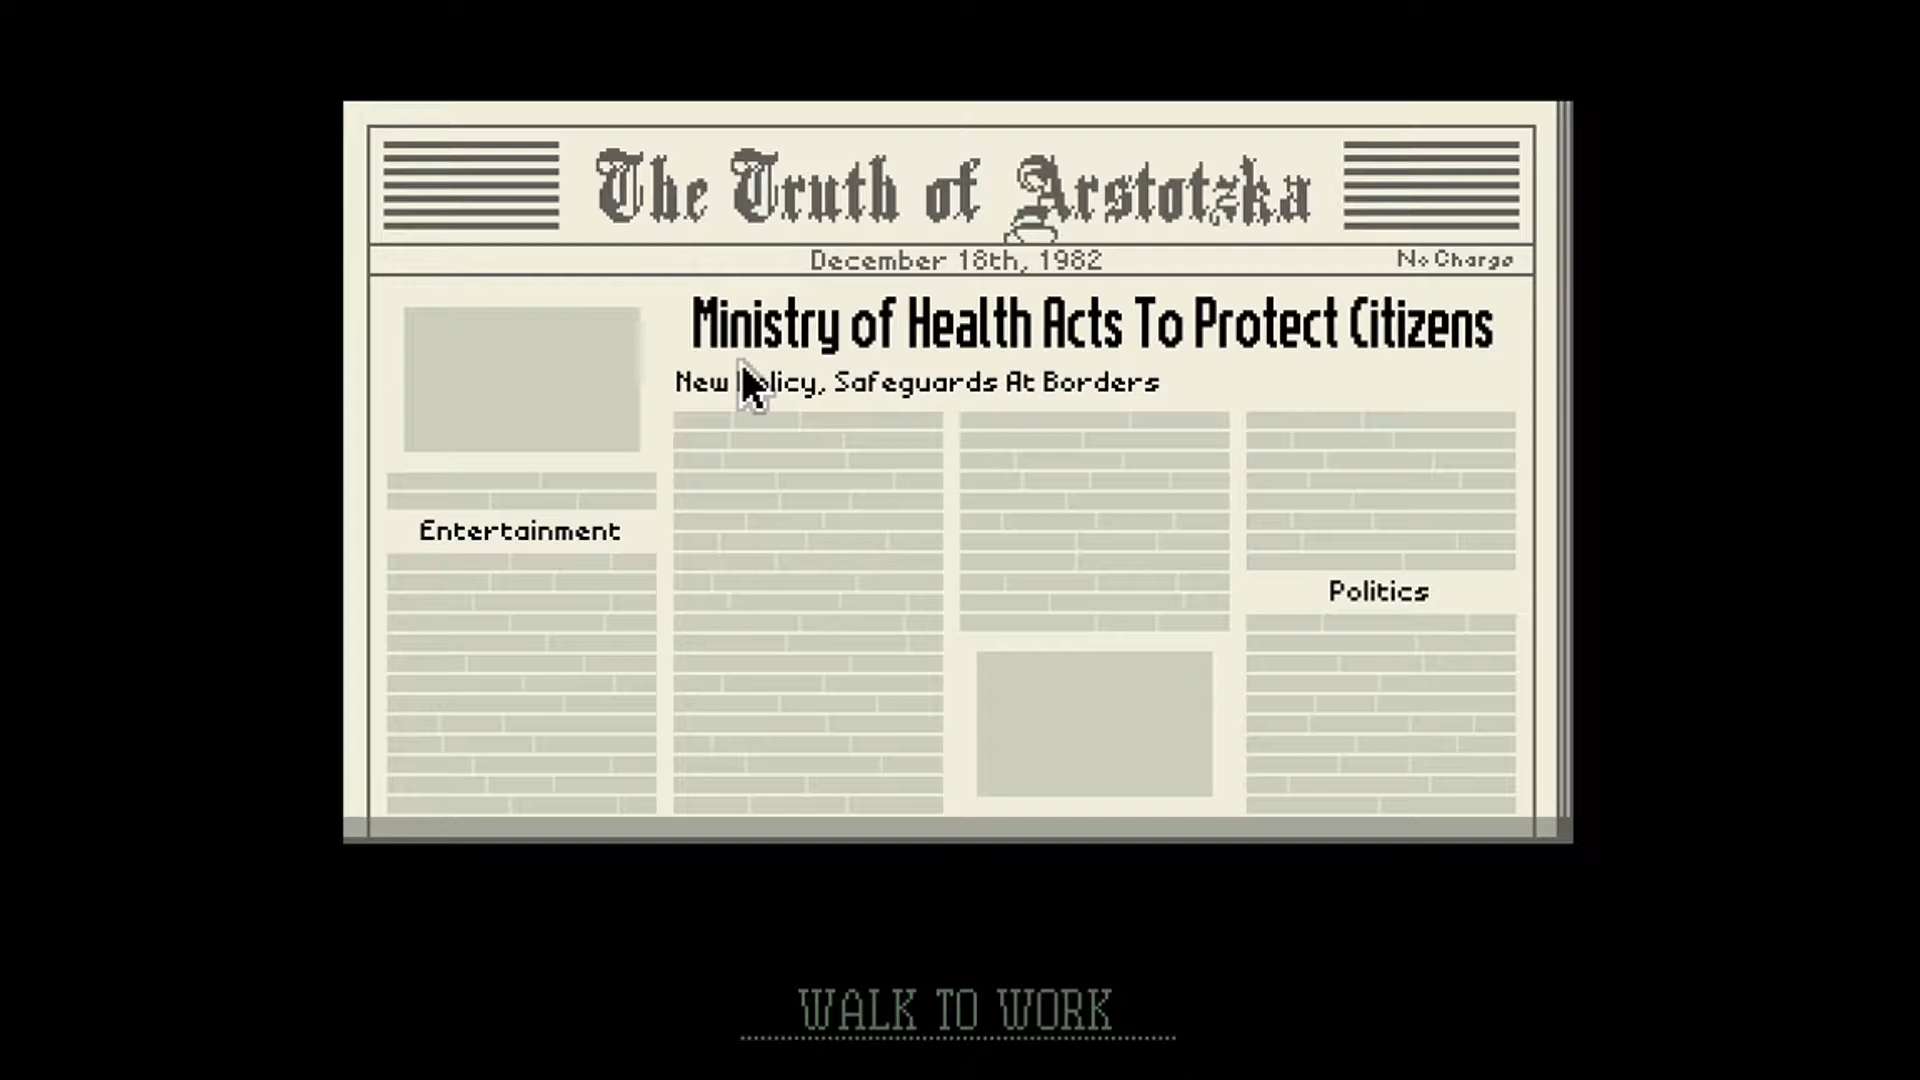 The Truth of Arstotzka
December 18th, 1982
No Charge
Ministry of Health Acts To Protect Citizens
New Policy, Safeguards At Borders
Entertainment
Politics
WALK TO WORK